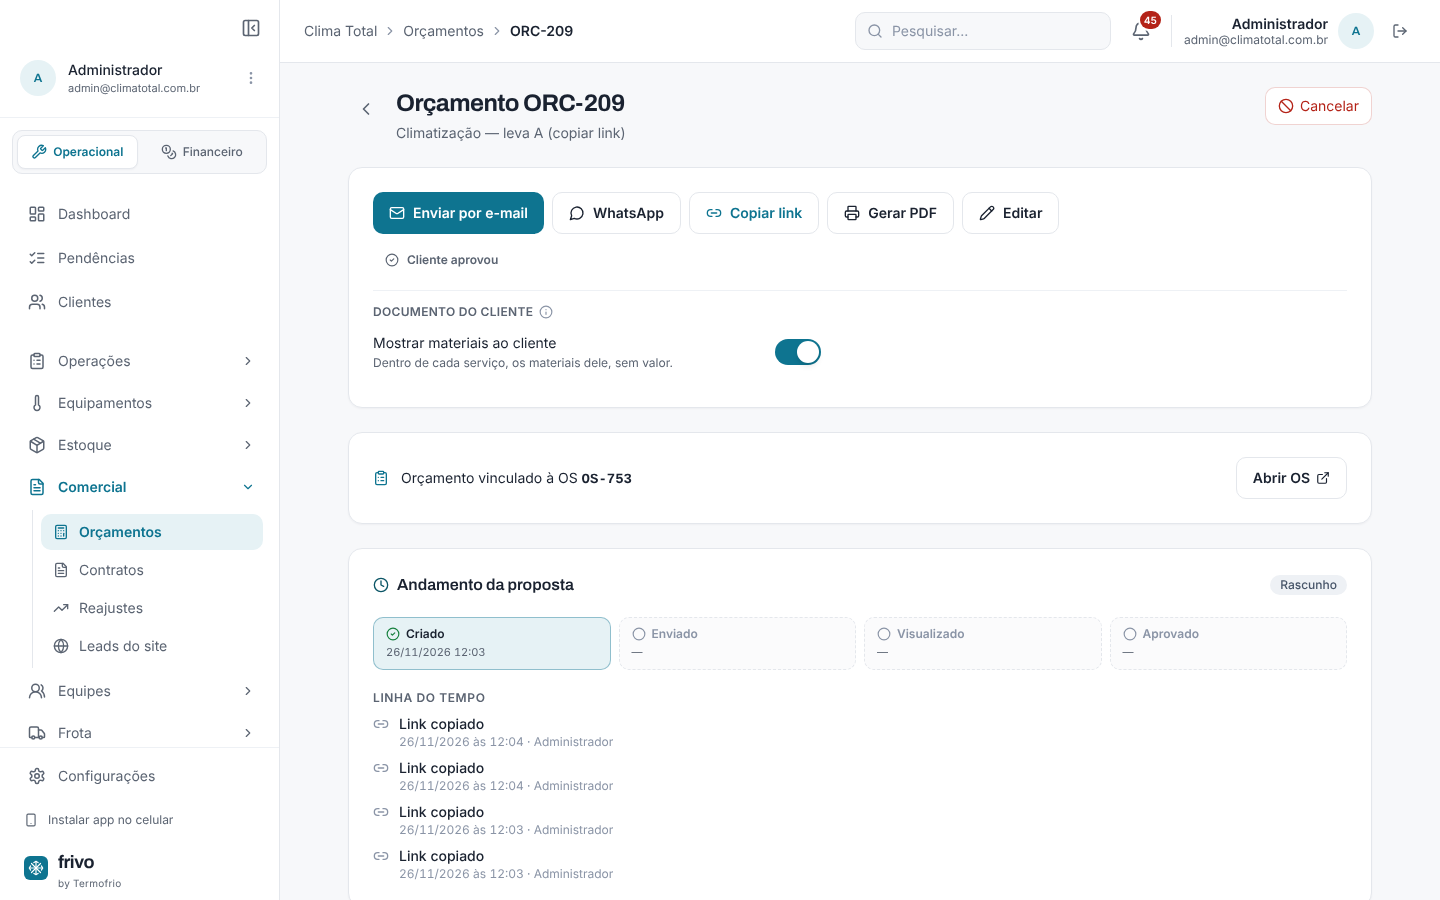 Administrador
admin@climatotal.com.br
Operacional
Financeiro
Dashboard
Pendências
Clientes
Operações
Equipamentos
Estoque
Comercial
Orçamentos
Contratos
Reajustes
Leads do site
Equipes
Frota
Configurações
Instalar app no celular
frivo
by Termofrio
Clima Total > Orçamentos > ORC-209
Pesquisar...
45
Administrador
admin@climatotal.com.br
A
A
Orçamento ORC-209
Climatização — leva A (copiar link)
Cancelar
Enviar por e-mail
WhatsApp
Copiar link
Gerar PDF
Editar
Cliente aprovou
DOCUMENTO DO CLIENTE
Mostrar materiais ao cliente
Dentro de cada serviço, os materiais dele, sem valor.
Orçamento vinculado à OS OS-753
Abrir OS
Andamento da proposta
Rascunho
Criado
26/11/2026 12:03
Enviado
—
Visualizado
—
Aprovado
—
LINHA DO TEMPO
Link copiado
26/11/2026 às 12:04 · Administrador
Link copiado
26/11/2026 às 12:04 · Administrador
Link copiado
26/11/2026 às 12:03 · Administrador
Link copiado
26/11/2026 às 12:03 · Administrador